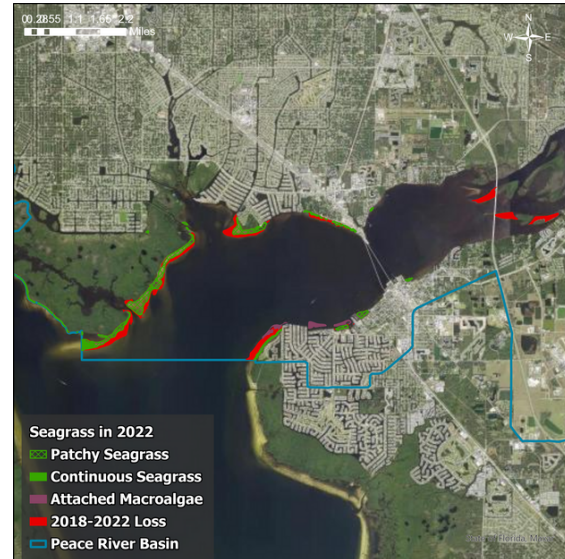 N
W E
S
Miles
Seagrass in 2022
Patchy Seagrass
Continuous Seagrass
Attached Macroalgae
2018-2022 Loss
Peace River Basin